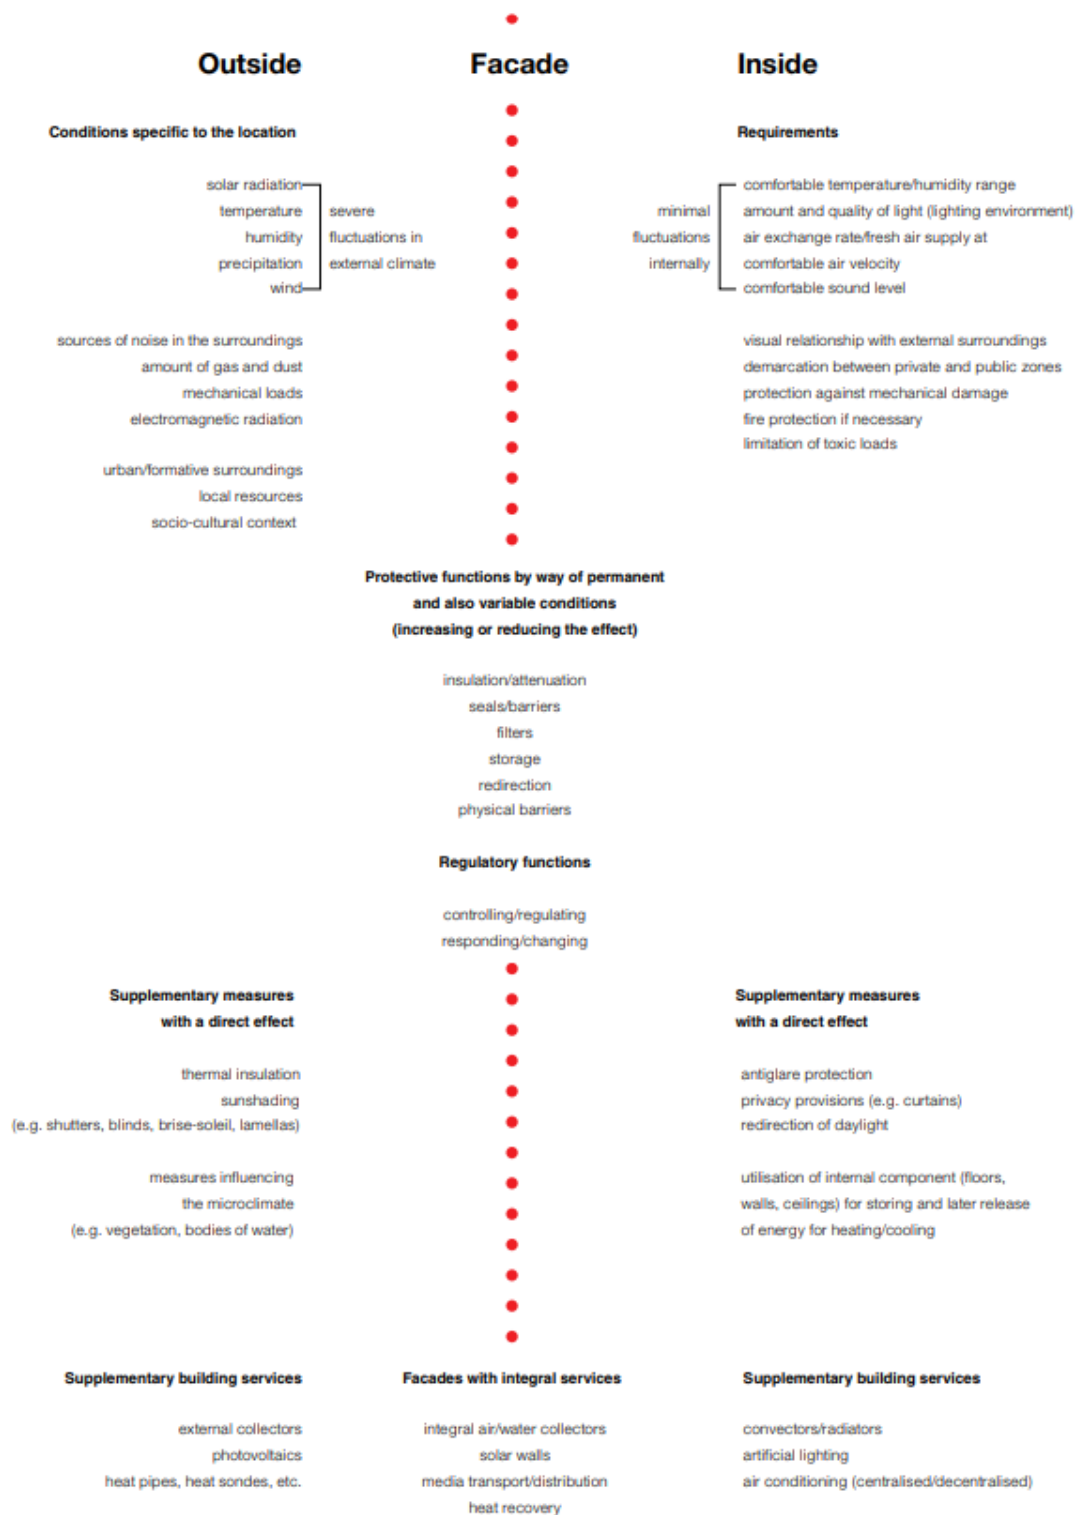 Outside
Facade
Inside
Conditions specific to the location
Requirements
solar radiation
temperature
humidity
precipitation
wind
severe
fluctuations in
external climate
minimal
fluctuations
internally
comfortable temperature/humidity range
amount and quality of light (lighting environment)
air exchange rate/fresh air supply at
comfortable air velocity
comfortable sound level
sources of noise in the surroundings
amount of gas and dust
mechanical loads
electromagnetic radiation
visual relationship with external surroundings
demarcation between private and public zones
protection against mechanical damage
fire protection if necessary
limitation of toxic loads
urban/formative surroundings
local resources
socio-cultural context
Protective functions by way of permanent
and also variable conditions
(increasing or reducing the effect)
insulation/attenuation
seals/barriers
filters
storage
redirection
physical barriers
Regulatory functions
controlling/regulating
responding/changing
Supplementary measures
with a direct effect
thermal insulation
sunshading
(e.g. shutters, blinds, brise-soleil, lamellas)
measures influencing
the microclimate
(e.g. vegetation, bodies of water)
Supplementary measures
with a direct effect
antiglare protection
privacy provisions (e.g. curtains)
redirection of daylight
utilisation of internal component (floors,
walls, ceilings) for storing and later release
of energy for heating/cooling
Supplementary building services
external collectors
photovoltaics
heat pipes, heat sondes, etc.
Facades with integral services
integral air/water collectors
solar walls
media transport/distribution
heat recovery
Supplementary building services
convectors/radiators
artificial lighting
air conditioning (centralised/decentralised)